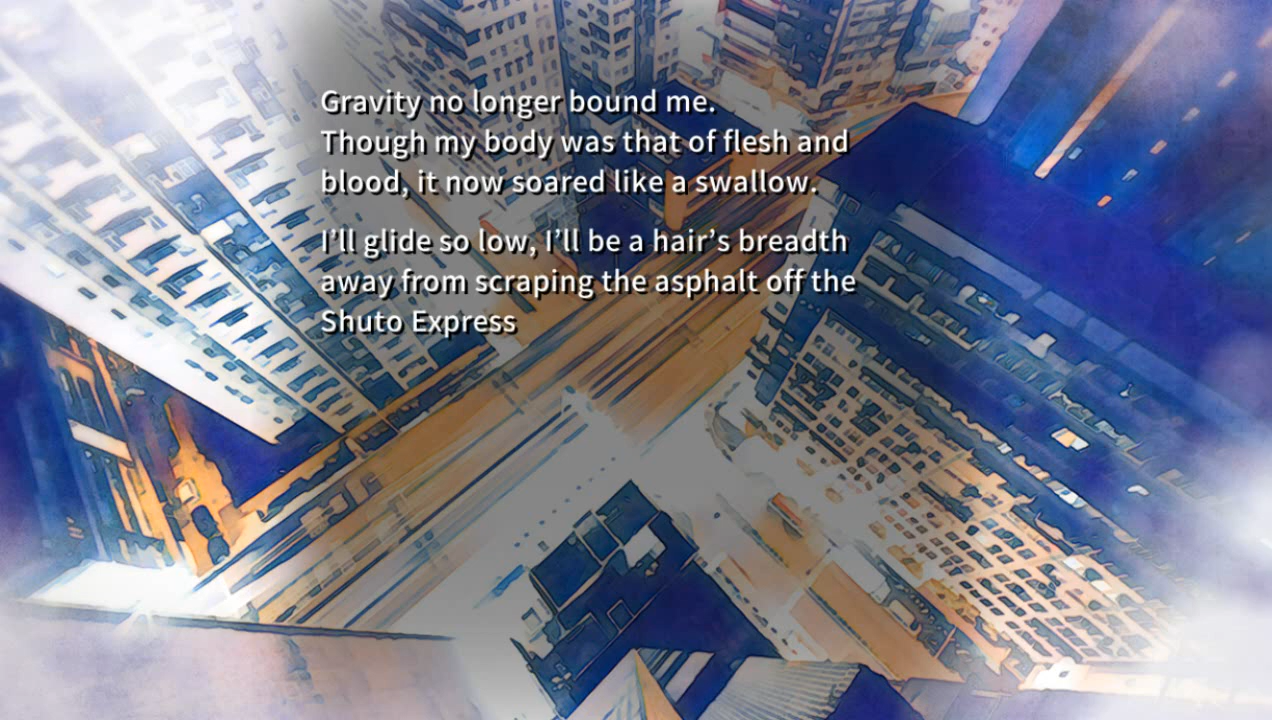 Gravity no longer bound me.
Though my body was that of flesh and
blood, it now soared like a swallow.
I’ll glide so low, I’ll be a hair’s breadth
away from scraping the asphalt off the
Shuto Express